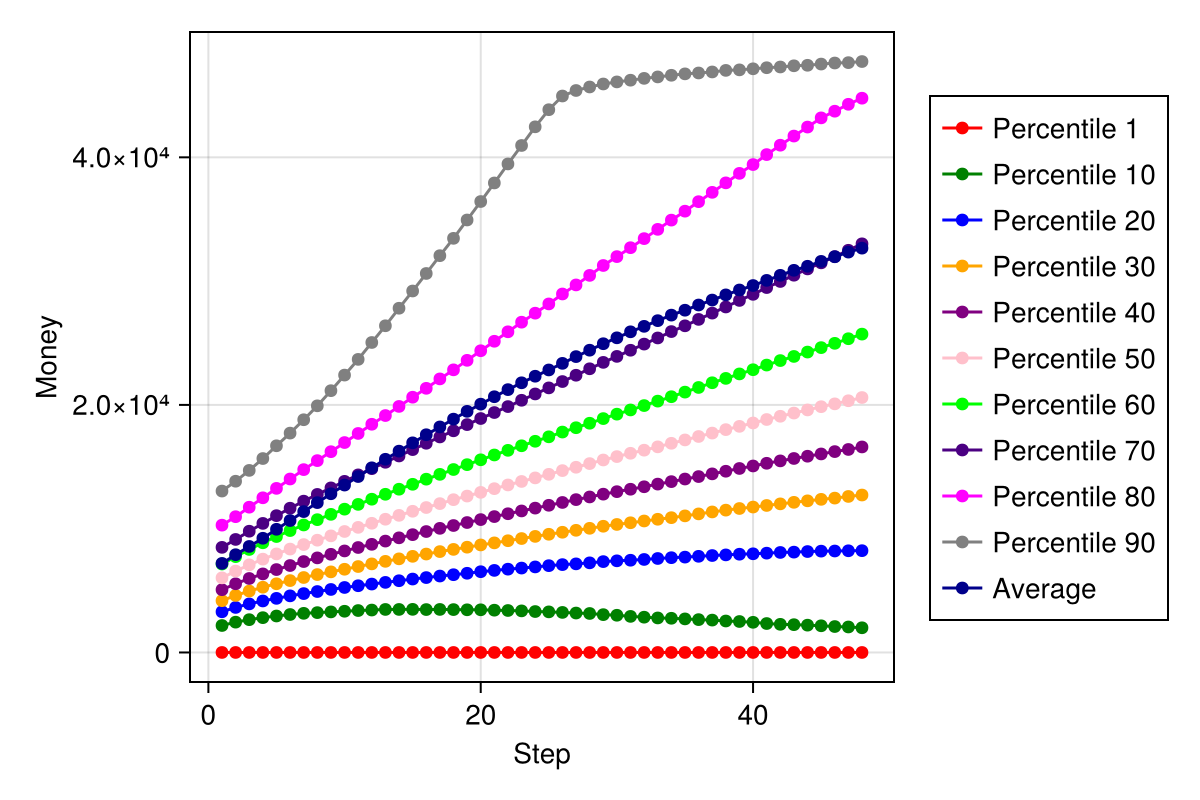 Money
4.0×10⁴
2.0×10⁴
0
0
20
40
Step
Percentile 1
Percentile 10
Percentile 20
Percentile 30
Percentile 40
Percentile 50
Percentile 60
Percentile 70
Percentile 80
Percentile 90
Average